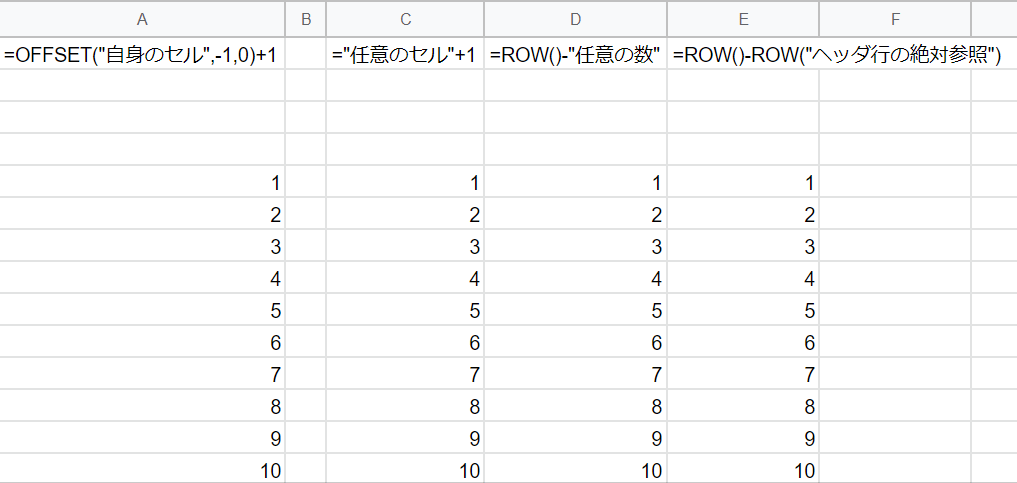 A B C D E F
=OFFSET("自身のセル",-1,0)+1 ="任意のセル"+1 =ROW()-"任意の数" =ROW()-ROW("ヘッダ行の絶対参照")
1 1 1 1
2 2 2 2
3 3 3 3
4 4 4 4
5 5 5 5
6 6 6 6
7 7 7 7
8 8 8 8
9 9 9 9
10 10 10 10